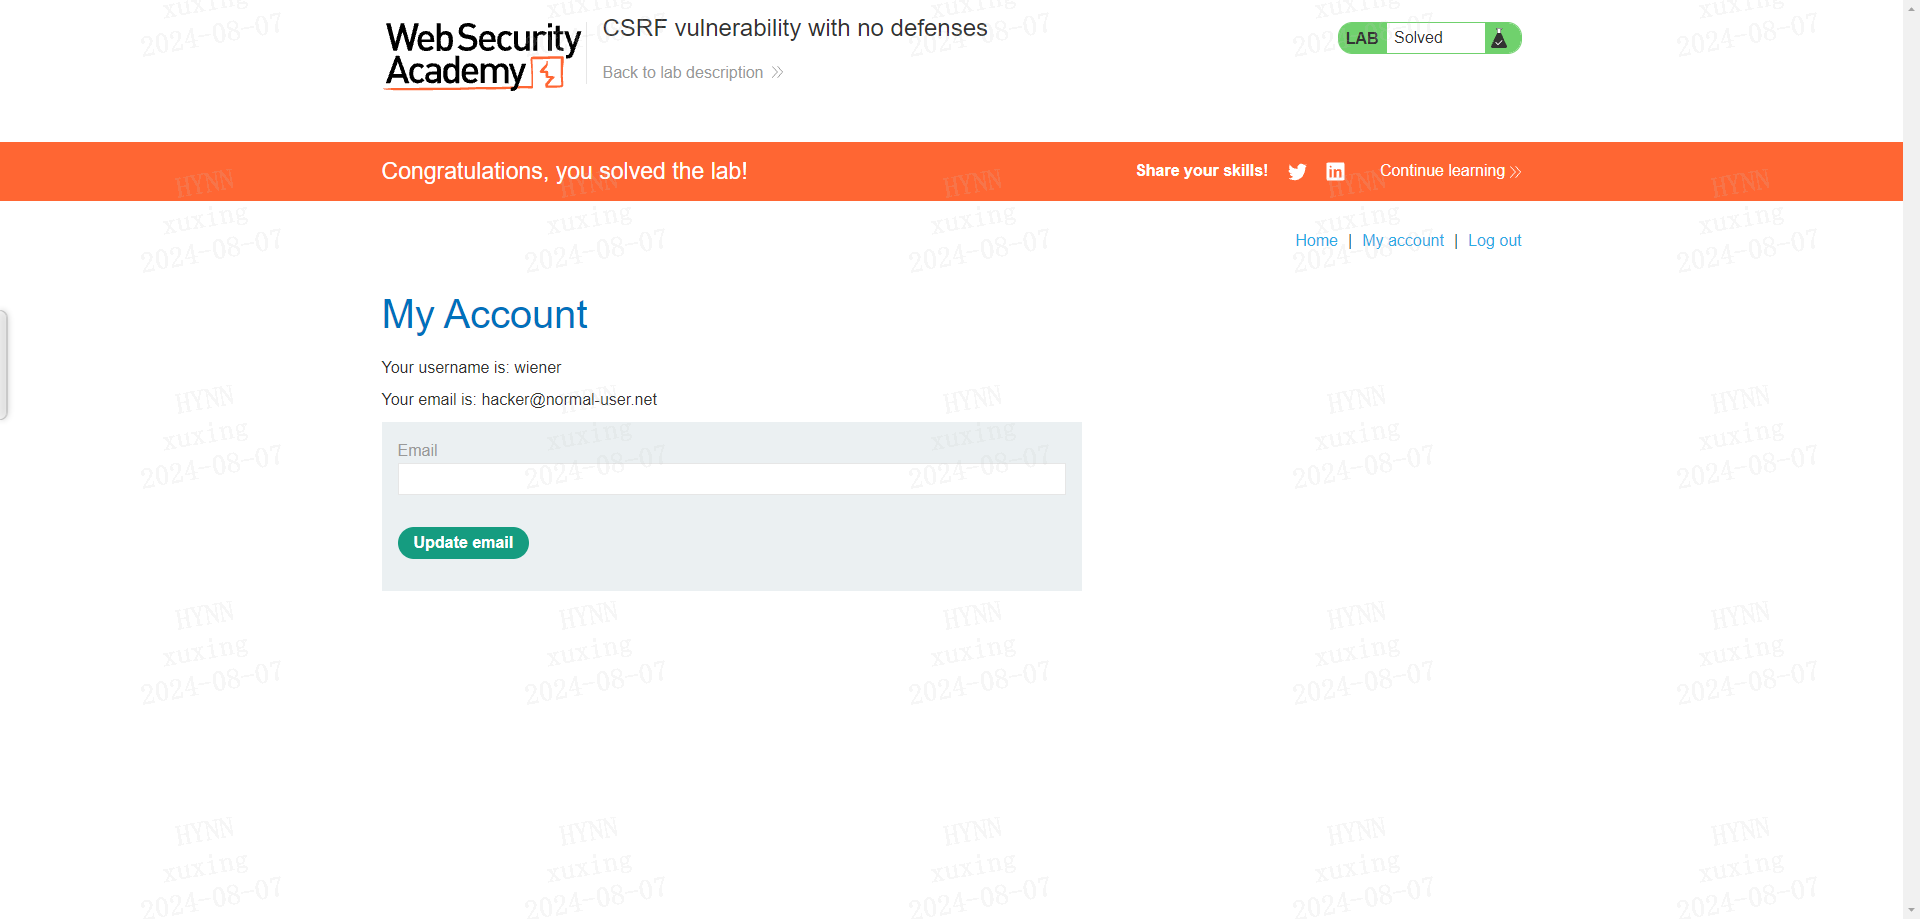 WebSecurity
Academy
CSRF vulnerability with no defenses
Back to lab description
LAB Solved
Congratulations, you solved the lab!
Share your skills!
Continue learning
Home | My account | Log out
My Account
Your username is: wiener
Your email is: hacker@normal-user.net
Email
Update email
HYNN
xuxing
2024-08-07